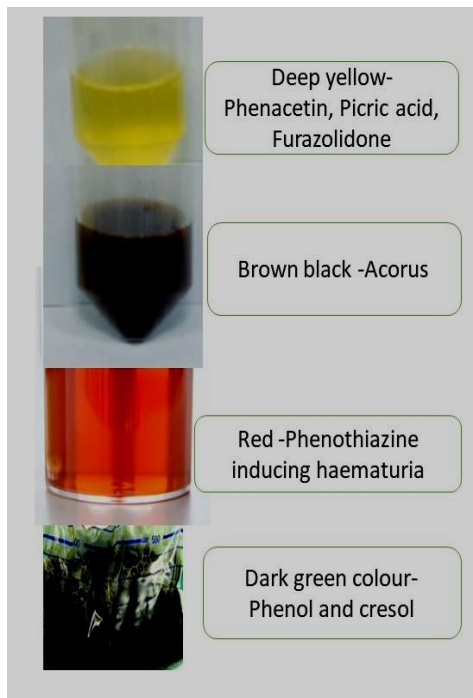 Deep yellow-
Phenacetin, Picric acid,
Furazolidone
Brown black -Acorus
Red -Phenothiazine
inducing haematuria
Dark green colour-
Phenol and cresol